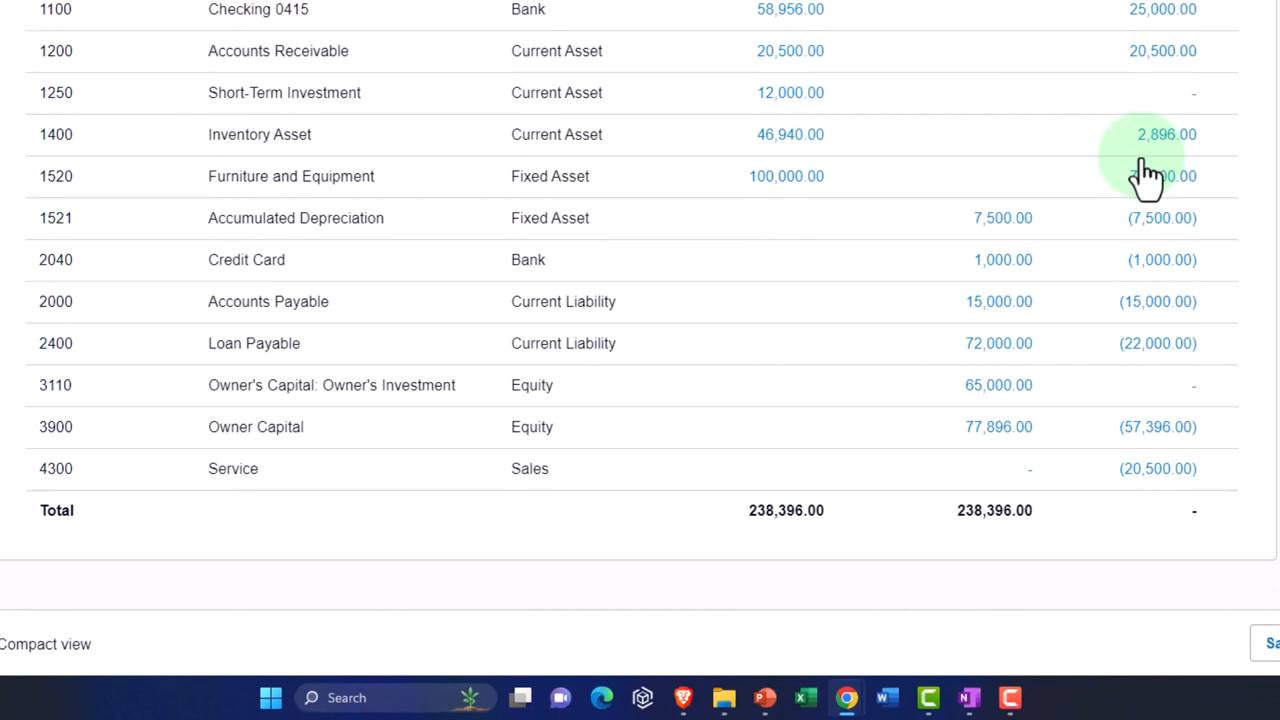 1100 Checking 0415 Bank 58,956.00 25,000.00
1200 Accounts Receivable Current Asset 20,500.00 20,500.00
1250 Short-Term Investment Current Asset 12,000.00 -
1400 Inventory Asset Current Asset 46,940.00 2,896.00
1520 Furniture and Equipment Fixed Asset 100,000.00
1521 Accumulated Depreciation Fixed Asset 7,500.00 (7,500.00)
2040 Credit Card Bank 1,000.00 (1,000.00)
2000 Accounts Payable Current Liability 15,000.00 (15,000.00)
2400 Loan Payable Current Liability 72,000.00 (22,000.00)
3110 Owner's Capital: Owner's Investment Equity 65,000.00 -
3900 Owner Capital Equity 77,896.00 (57,396.00)
4300 Service Sales - (20,500.00)
Total 238,396.00 238,396.00 -
Compact view
Search